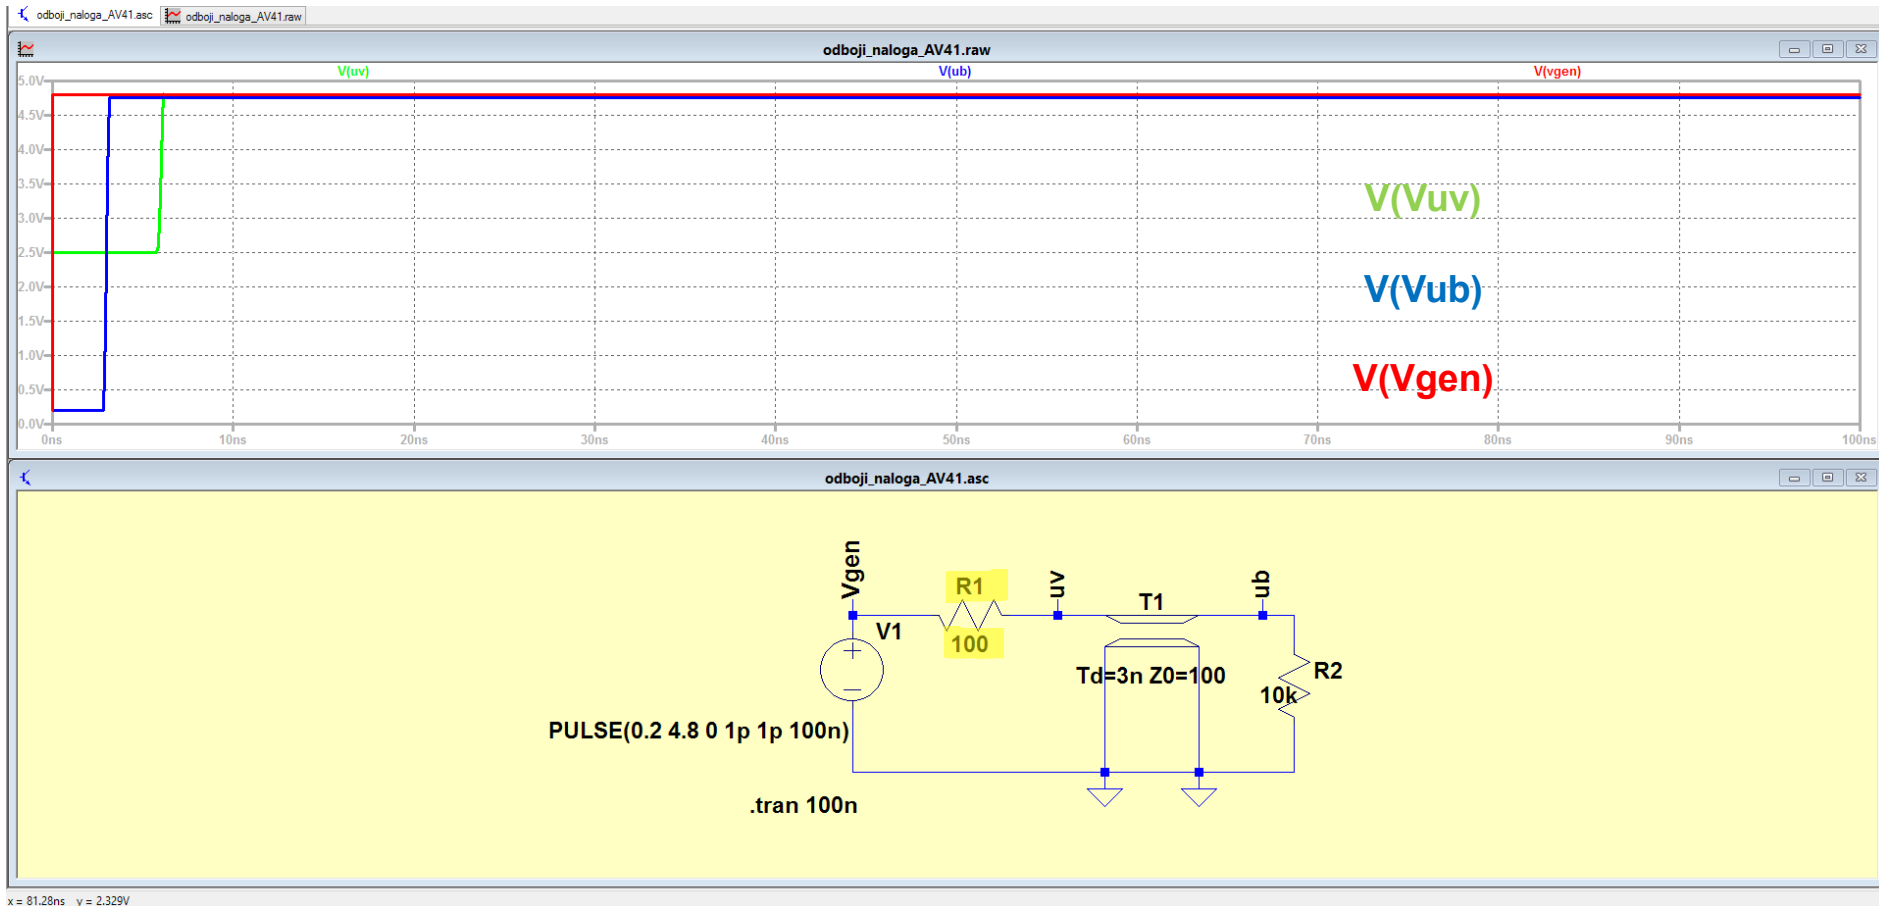 odboji_naloga_AV41.asc odboji_naloga_AV41.raw
odboji_naloga_AV41.raw
V(uv) V(ub) V(vgen)
5.0V
4.5V
4.0V
3.5V
3.0V
2.5V
2.0V
1.5V
1.0V
0.5V
0.0V
V(Vuv)
V(Vub)
V(Vgen)
0ns 10ns 20ns 30ns 40ns 50ns 60ns 70ns 80ns 90ns 100ns
odboji_naloga_AV41.asc
Vgen
R1
100
uv
T1
ub
V1
Td=3n Z0=100
R2
10k
PULSE(0.2 4.8 0 1p 1p 100n)
.tran 100n
x = 81.28ns y = 2.329V